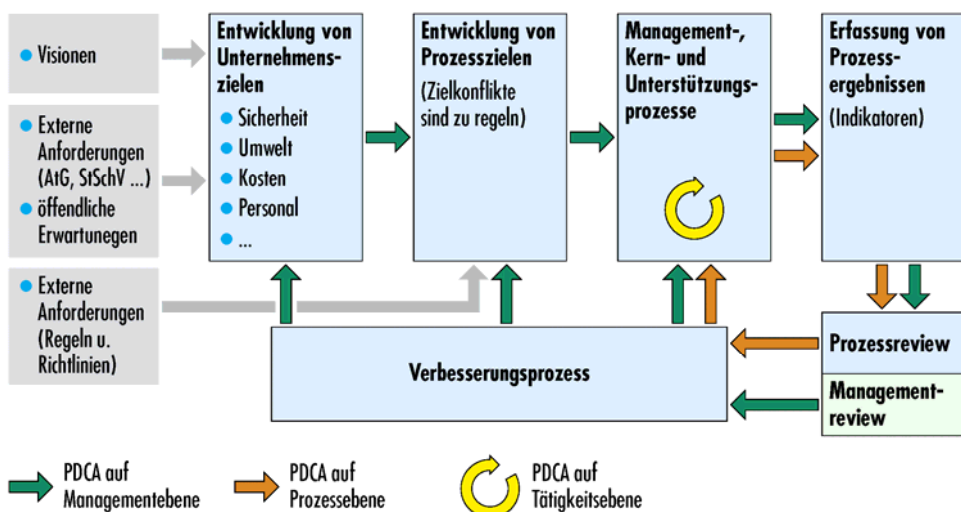 Visionen
Externe
Anforderungen
(AtG, StSchV ...)
öffendliche
Erwartunegen
Externe
Anforderungen
(Regeln u.
Richtlinien)
Entwicklung von
Unternehmens-
zielen
Sicherheit
Umwelt
Kosten
Personal
...
Entwicklung von
Prozesszielen
(Zielkonflikte
sind zu regeln)
Management-,
Kern- und
Unterstützungs-
prozesse
Erfassung von
Prozess-
ergebnissen
(Indikatoren)
Verbesserungsprozess
Prozessreview
Management-
review
PDCA auf
Managementebene
PDCA auf
Prozessebene
PDCA auf
Tätigkeitsebene